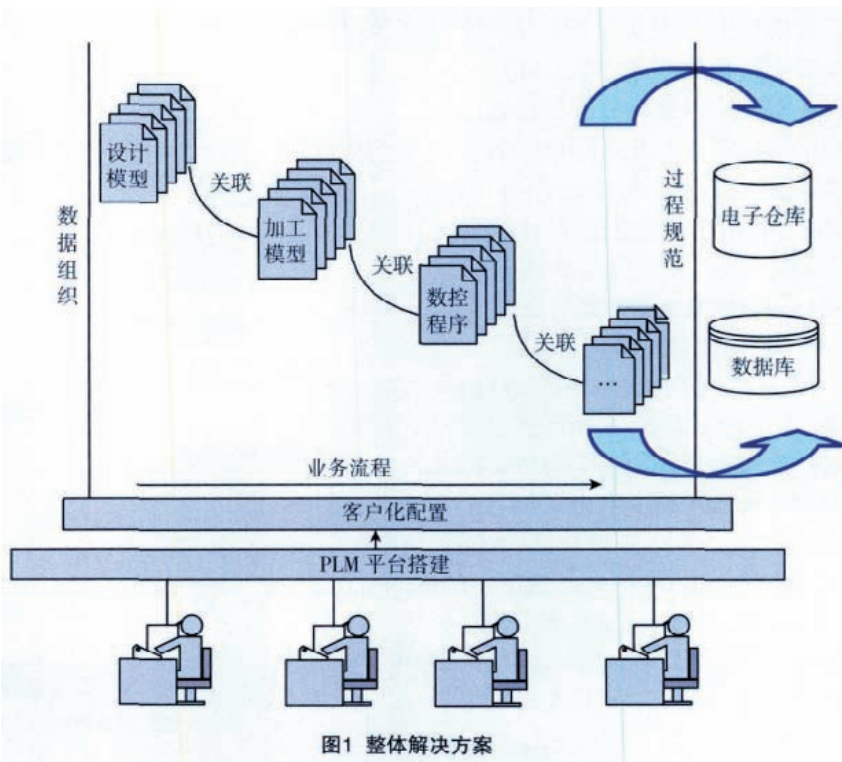 设计
模型
关联
加工
模型
关联
数控
程序
关联
...
数据组织
过程规范
电子仓库
数据库
业务流程
客户化配置
PLM 平台搭建
图1 整体解决方案